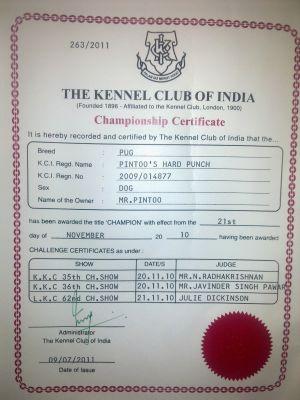 263/2011
THE KENNEL CLUB OF INDIA
(Founded 1896 - Affiliated to the Kennel Club, London, 1900)
Championship Certificate
It is hereby recorded and certified by The Kennel Club of India that the...
Breed : PUG
K.C.I. Regd. Name : PINTOO'S HARD PUNCH
K.C.I. Regn. No : 2009/014877
Sex : DOG
Name of the Owner : MR.PINTOO
has been awarded the title 'CHAMPION' with effect from the 21st
day of NOVEMBER 20 10 having been awarded
CHALLENGE CERTIFICATES as under:
SHOW DATE/S JUDGE
K.K.C 35th CH.SHOW 20.11.10 MR.N.RADHAKRISHNAN
K.K.C 36th CH.SHOW 20.11.10 MR.JAVINDER SINGH PAWAR
L.K.C 62nd CH.SHOW 21.11.10 JULIE DICKINSON
Administrator
The Kennel Club of India
09/07/2011
Date of Issue